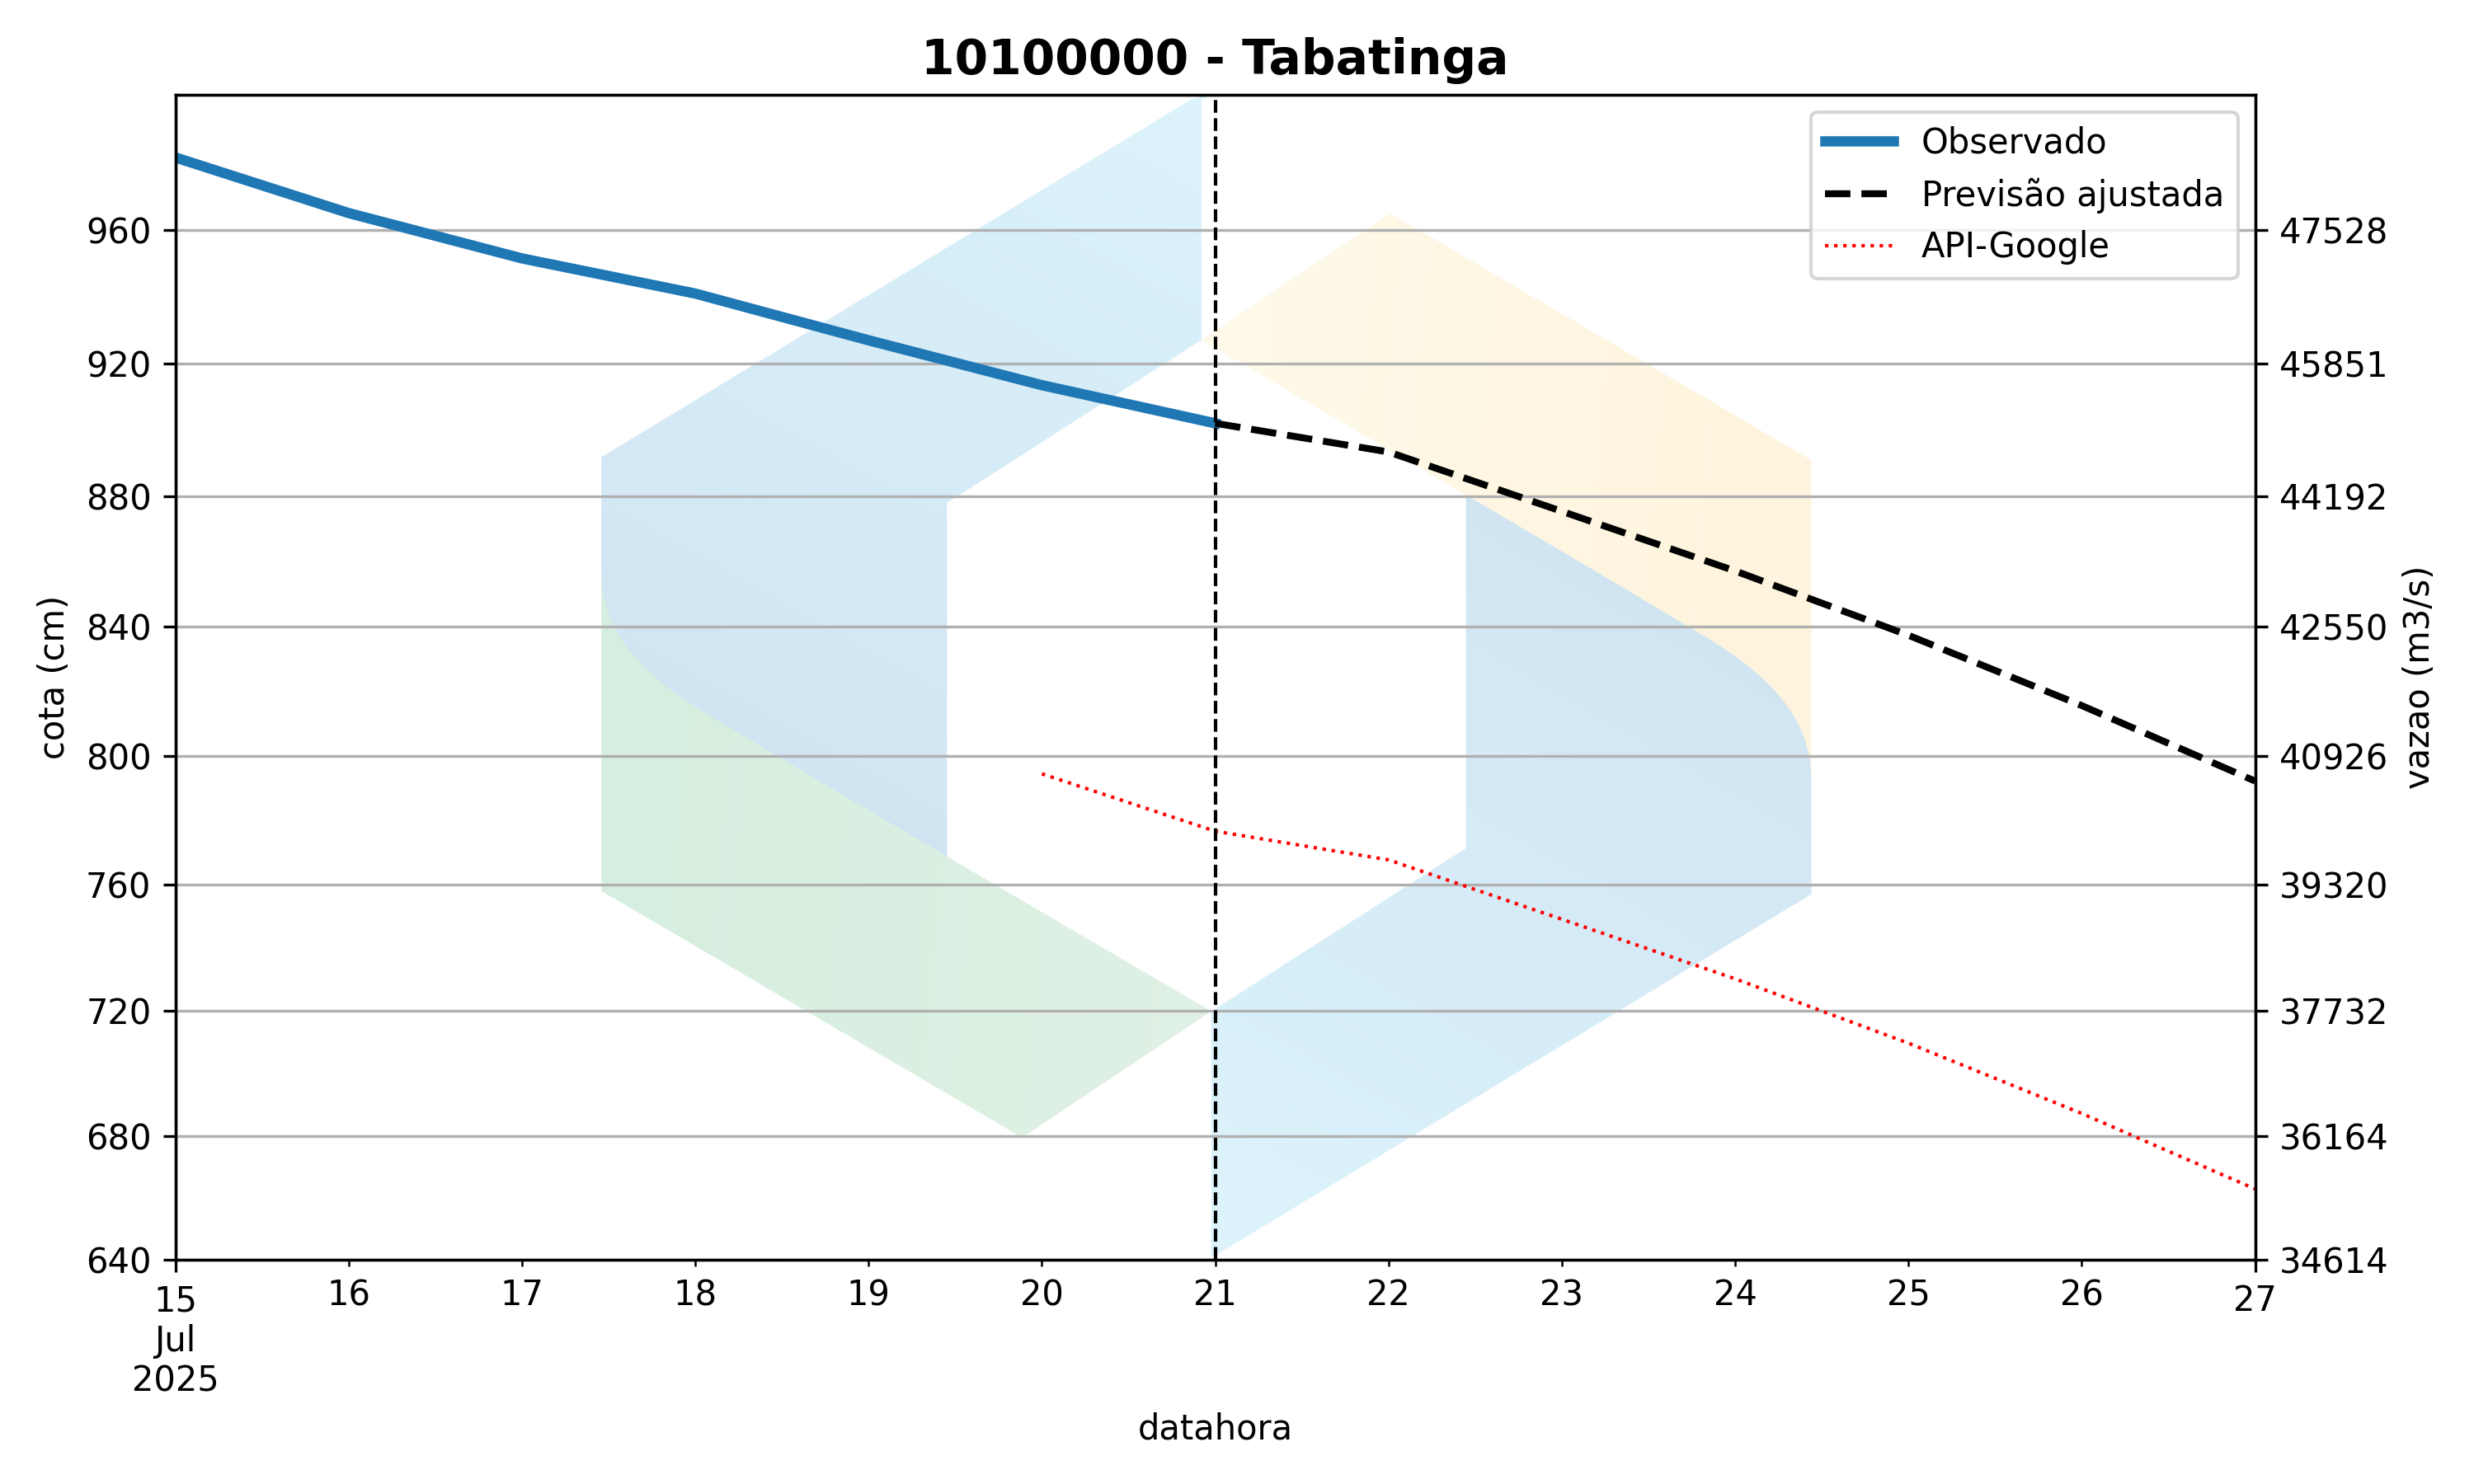 10100000 - Tabatinga
Observado
Previsão ajustada
API-Google
cota (cm)
960
920
880
840
800
760
720
680
640
47528
45851
44192
42550
40926
39320
37732
36164
34614
vazao (m3/s)
15 16 17 18 19 20 21 22 23 24 25 26 27
Jul
2025
datahora